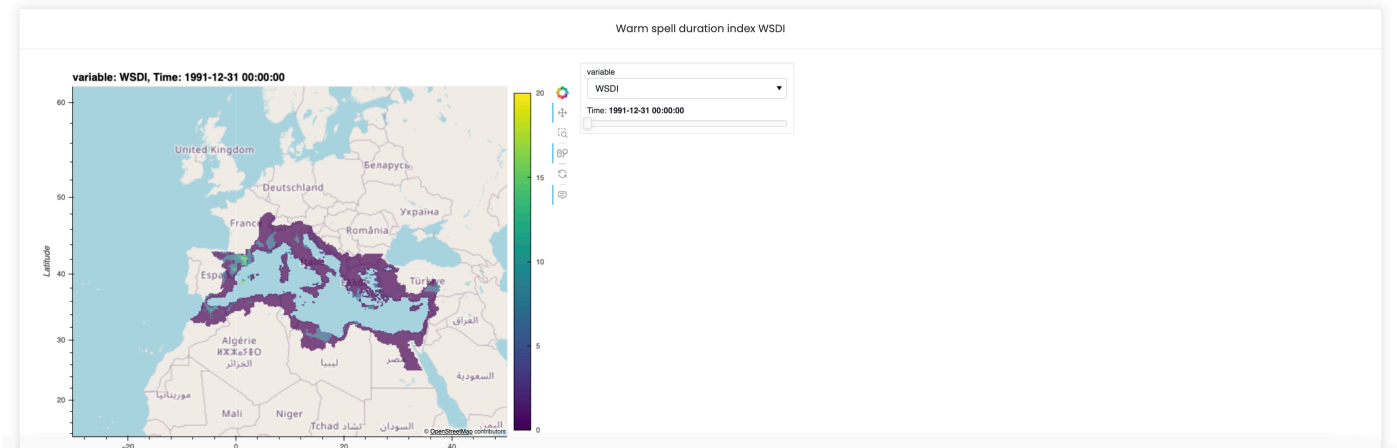 Warm spell duration index WSDI
variable: WSDI, Time: 1991-12-31 00:00:00
variable
WSDI
Time: 1991-12-31 00:00:00
20
15
10
5
0
60
50
40
30
20
Latitude
United Kingdom
Беларусь
Deutschland
Україна
France
România
Türkiye
العراق
Algérie
ⵍⵣⵣⴰⵢⴻⵔ
الجزائر
ليبيا
السعودية
موريتانيا
Mali
Niger
Tchad تشاد
السودان
اليمن
© OpenStreetMap contributors
-20
0
20
40